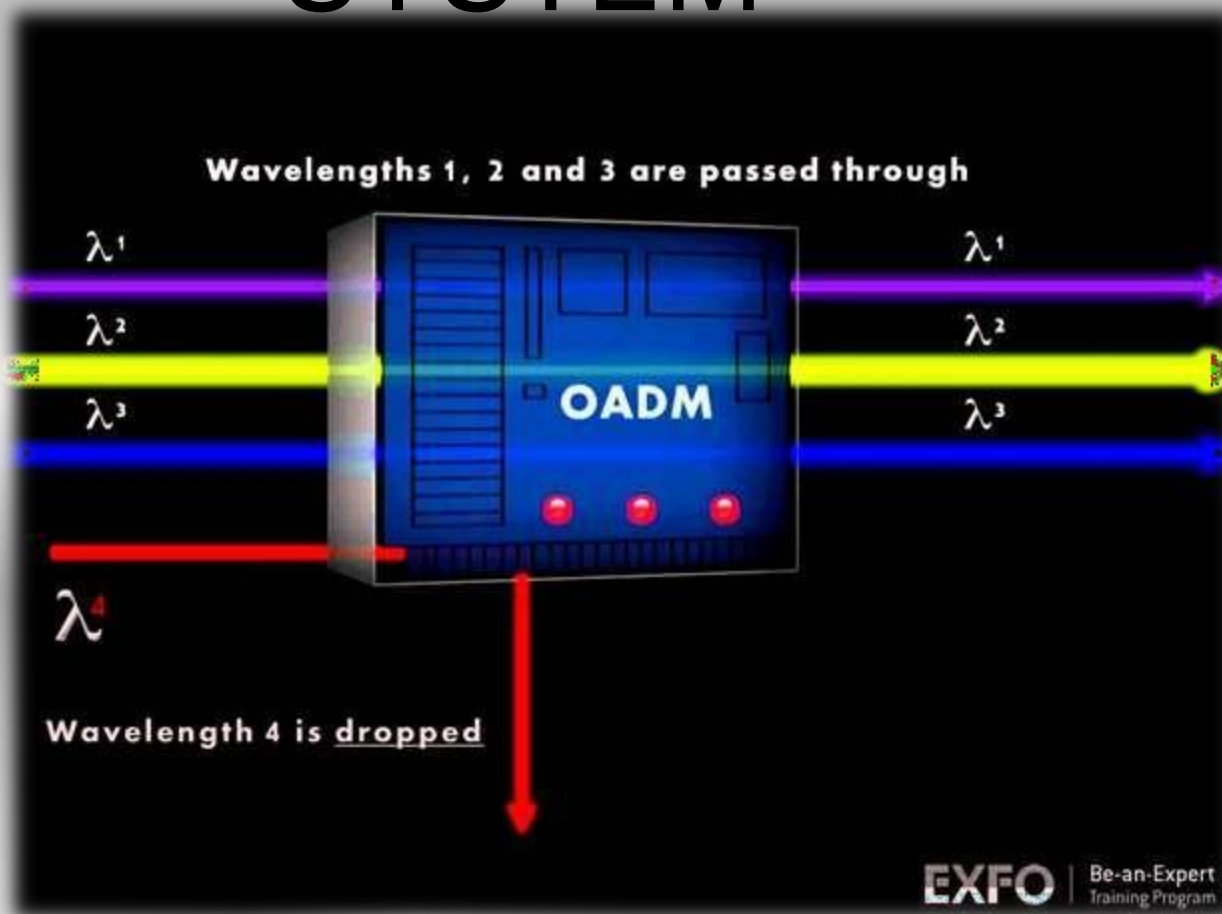 SYSTEM
Wavelengths 1, 2 and 3 are passed through
λ¹ λ¹
λ² λ²
λ³ λ³
OADM
λ⁴
Wavelength 4 is dropped
EXFO | Be-an-Expert
Training Program